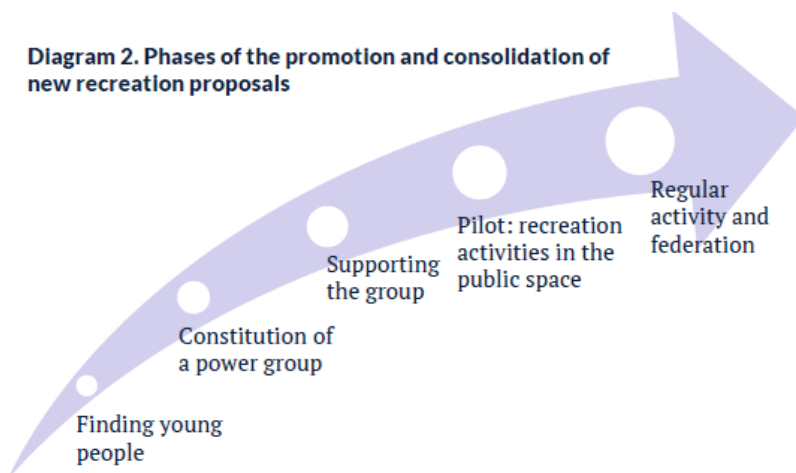 Diagram 2. Phases of the promotion and consolidation of
new recreation proposals
Finding young
people
Constitution of
a power group
Supporting
the group
Pilot: recreation
activities in the
public space
Regular
activity and
federation